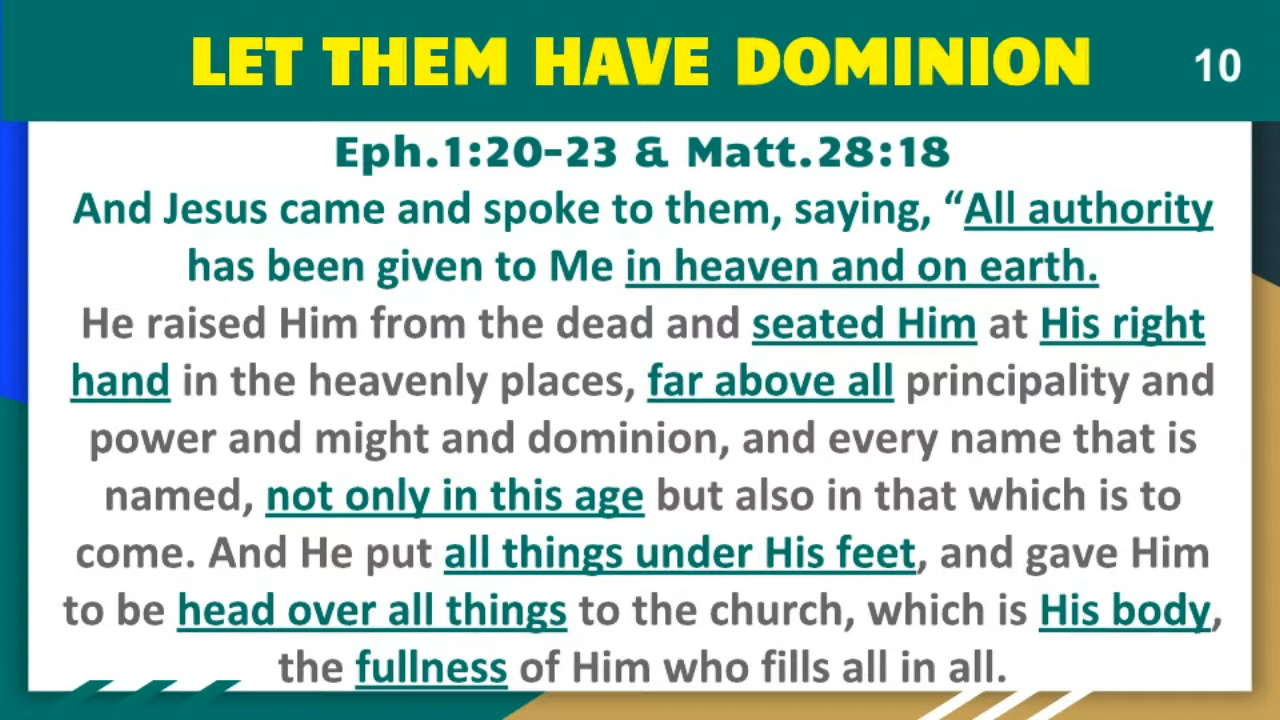 LET THEM HAVE DOMINION
10
Eph.1:20-23 & Matt.28:18
And Jesus came and spoke to them, saying, “All authority
has been given to Me in heaven and on earth.
He raised Him from the dead and seated Him at His right
hand in the heavenly places, far above all principality and
power and might and dominion, and every name that is
named, not only in this age but also in that which is to
come. And He put all things under His feet, and gave Him
to be head over all things to the church, which is His body,
the fullness of Him who fills all in all.